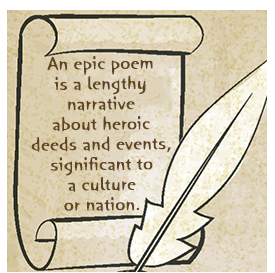 An epic poem
is a lengthy
narrative
about heroic
deeds and events,
significant to
a culture
or nation.